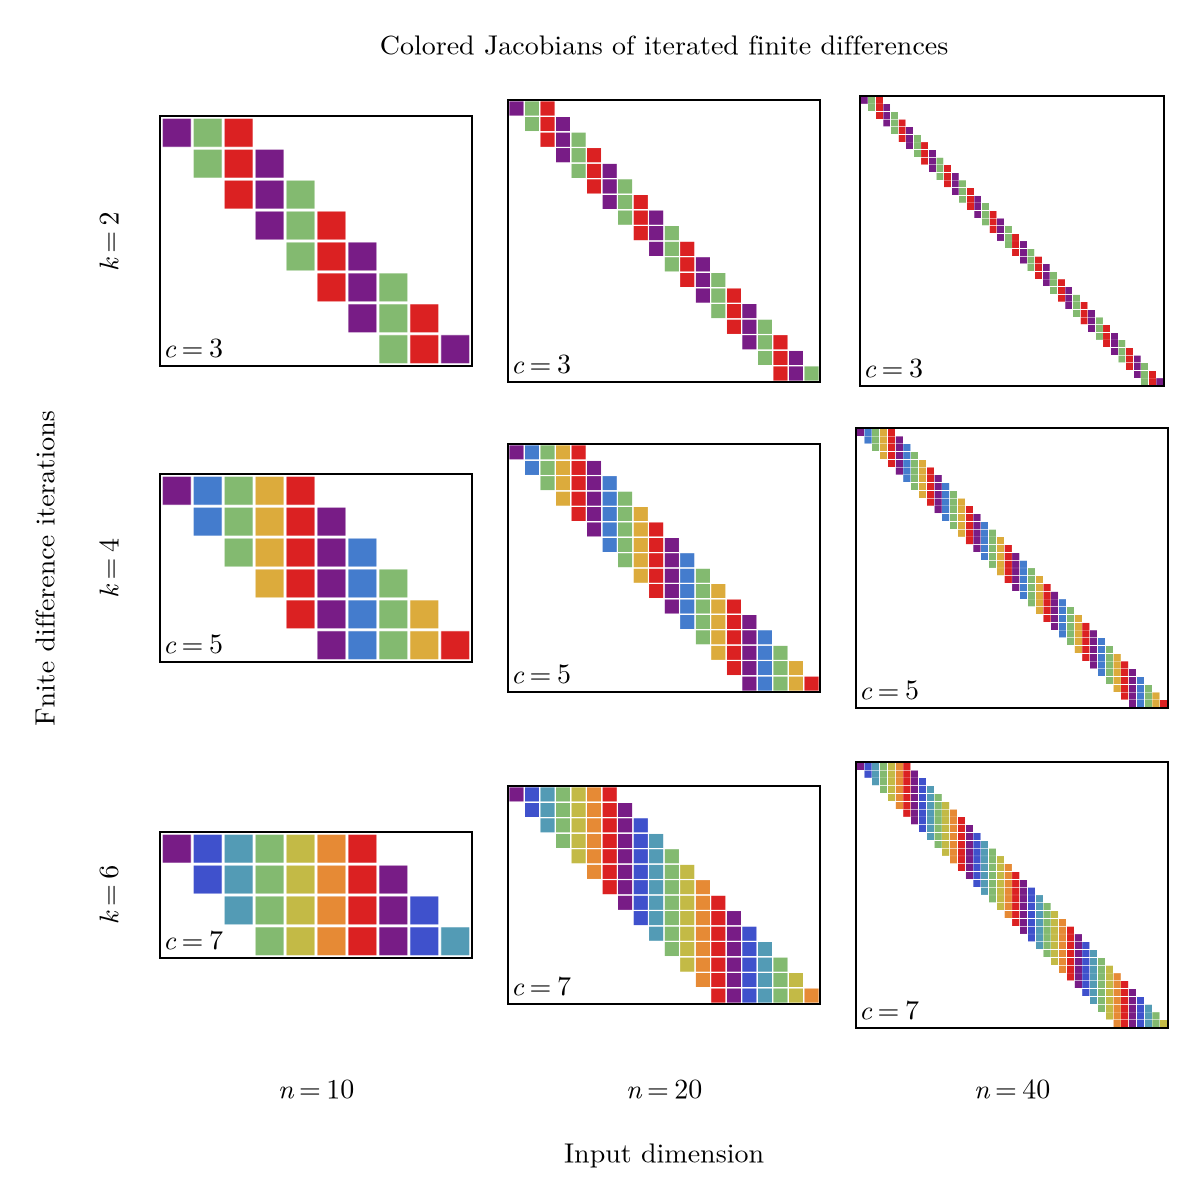 Colored Jacobians of iterated finite differences
k = 2
c = 3
c = 3
c = 3
Fnite difference iterations
k = 4
c = 5
c = 5
c = 5
k = 6
c = 7
c = 7
c = 7
n = 10
n = 20
n = 40
Input dimension